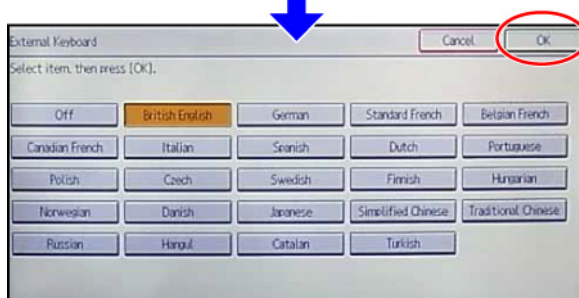 External Keyboard Cancel OK
Select item, then press [OK].
Off British English German Standard French Belgian French
Canadian French Italian Spanish Dutch Portuguese
Polish Czech Swedish Finnish Hungarian
Norwegian Danish Japanese Simplified Chinese Traditional Chinese
Russian Hangul Catalan Turkish